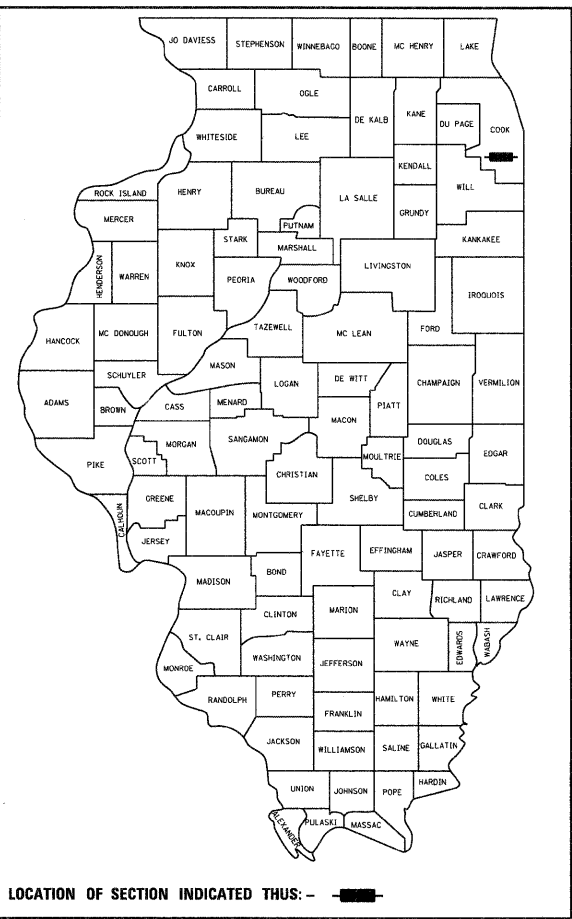 JO DAVIESS
STEPHENSON
WINNEBAGO
BOONE
MC HENRY
LAKE
CARROLL
OGLE
DE KALB
KANE
DU PAGE
COOK
WHITESIDE
LEE
KENDALL
WILL
ROCK ISLAND
HENRY
BUREAU
LA SALLE
GRUNDY
MERCER
PUTNAM
STARK
MARSHALL
KANKAKEE
HENDERSON
WARREN
KNOX
PEORIA
WOODFORD
LIVINGSTON
IROQUOIS
HANCOCK
MC DONOUGH
FULTON
TAZEWELL
MC LEAN
FORD
SCHUYLER
MASON
LOGAN
DE WITT
CHAMPAIGN
VERMILION
ADAMS
BROWN
CASS
MENARD
MACON
PIATT
PIKE
SCOTT
MORGAN
SANGAMON
CHRISTIAN
MOULTRIE
DOUGLAS
EDGAR
COLES
SHELBY
CALHOUN
GREENE
MACOUPIN
MONTGOMERY
CUMBERLAND
CLARK
JERSEY
FAYETTE
EFFINGHAM
JASPER
CRAWFORD
MADISON
BOND
CLAY
RICHLAND
LAWRENCE
CLINTON
MARION
ST. CLAIR
WAYNE
EDWARDS
WABASH
MONROE
WASHINGTON
JEFFERSON
RANDOLPH
PERRY
HAMILTON
WHITE
FRANKLIN
JACKSON
WILLIAMSON
SALINE
GALLATIN
UNION
JOHNSON
POPE
HARDIN
ALEXANDER
PULASKI
MASSAC
LOCATION OF SECTION INDICATED THUS: -